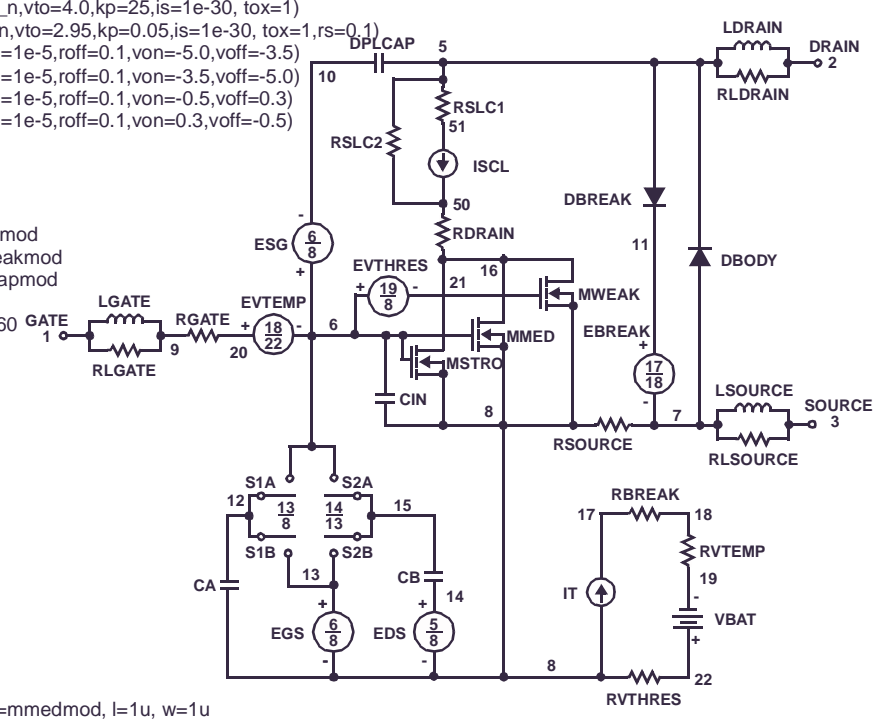 _n,vto=4.0,kp=25,is=1e-30, tox=1)
n,vto=2.95,kp=0.05,is=1e-30, tox=1,rs=0.1)
=1e-5,roff=0.1,von=-5.0,voff=-3.5)
=1e-5,roff=0.1,von=-3.5,voff=-5.0)
=1e-5,roff=0.1,von=-0.5,voff=0.3)
=1e-5,roff=0.1,von=0.3,voff=-0.5)
mod
eakmod
apmod
60
=mmedmod, l=1u, w=1u
DPLCAP
5
10
LDRAIN
DRAIN
2
RLDRAIN
RSLC1
51
RSLC2
ISCL
50
RDRAIN
DBREAK
11
DBODY
ESG
-
6
8
+
EVTHRES
+
19
8
-
21
16
MWEAK
MMED
MSTRO
EBREAK
+
17
18
-
LGATE
GATE
1
RLGATE
9
RGATE
20
EVTEMP
+
18
22
-
6
CIN
8
RSOURCE
7
LSOURCE
SOURCE
3
RLSOURCE
S1A
S2A
12
13
8
14
13
15
S1B
S2B
13
CA
CB
14
EGS
+
6
8
-
EDS
+
5
8
-
8
RBREAK
17
18
RVTEMP
19
IT
-
VBAT
+
22
RVTHRES